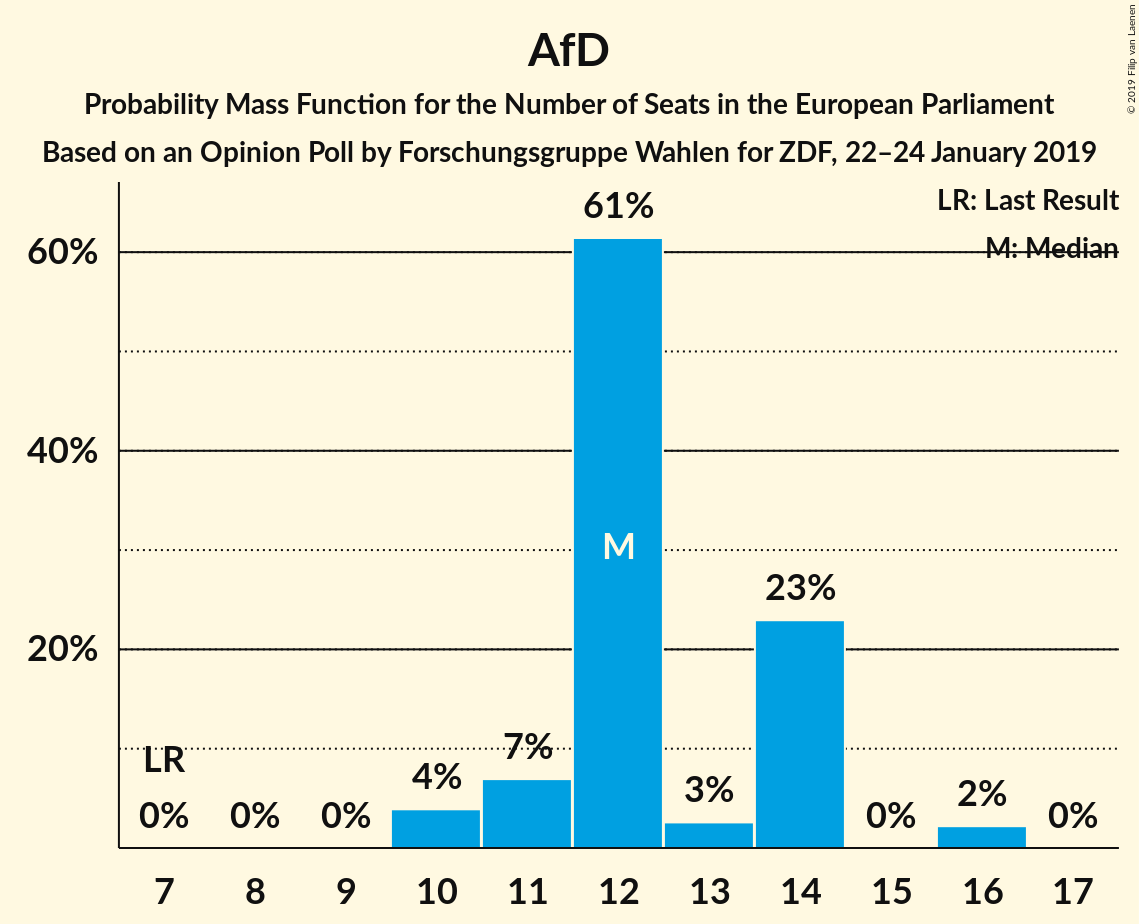 AfD
Probability Mass Function for the Number of Seats in the European Parliament
Based on an Opinion Poll by Forschungsgruppe Wahlen for ZDF, 22–24 January 2019
© 2019 Filip van Laenen
LR: Last Result
M: Median
60%
40%
20%
61%
M
23%
LR
7%
4%
3%
2%
0% 0% 0% 0% 0%
7 8 9 10 11 12 13 14 15 16 17